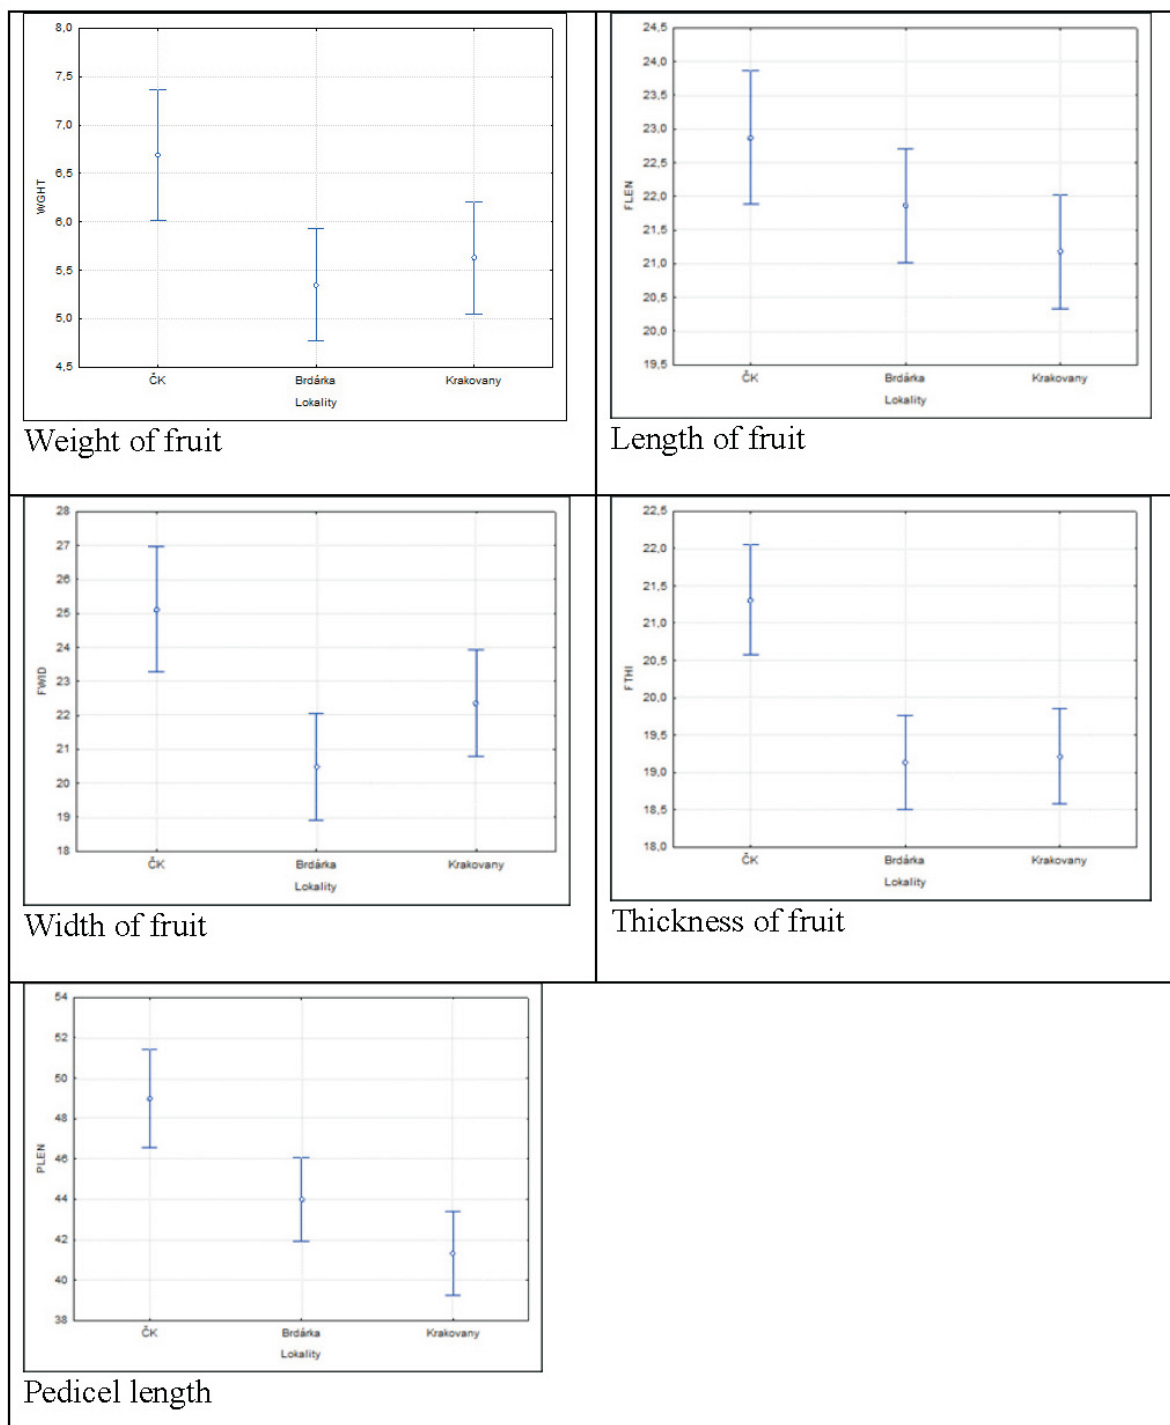 8,0
7,5
7,0
6,5
6,0
5,5
5,0
4,5
WGHT
ČK Brdárka Krakovany
Lokality
Weight of fruit
24,5
24,0
23,5
23,0
22,5
22,0
21,5
21,0
20,5
20,0
19,5
FLEN
ČK Brdárka Krakovany
Lokality
Length of fruit
28
27
26
25
24
23
22
21
20
19
18
FWID
ČK Brdárka Krakovany
Lokality
Width of fruit
22,5
22,0
21,5
21,0
20,5
20,0
19,5
19,0
18,5
18,0
FTHI
ČK Brdárka Krakovany
Lokality
Thickness of fruit
54
52
50
48
46
44
42
40
38
PLEN
ČK Brdárka Krakovany
Lokality
Pedicel length